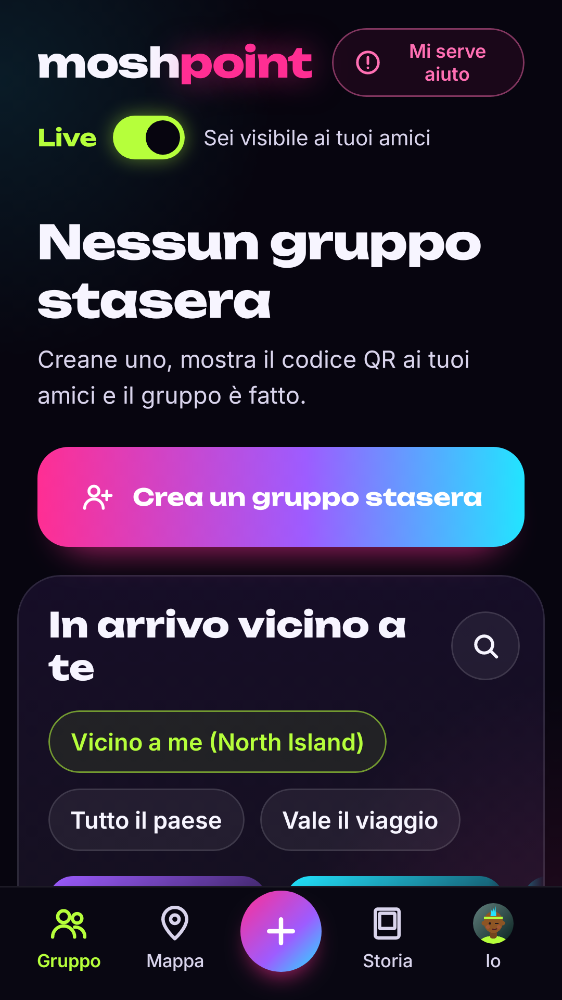 moshpoint
Mi serve
aiuto
Live
Sei visibile ai tuoi amici
Nessun gruppo
stasera
Creane uno, mostra il codice QR ai tuoi
amici e il gruppo è fatto.
Crea un gruppo stasera
In arrivo vicino a
te
Vicino a me (North Island)
Tutto il paese
Vale il viaggio
Gruppo
Mappa
Storia
Io